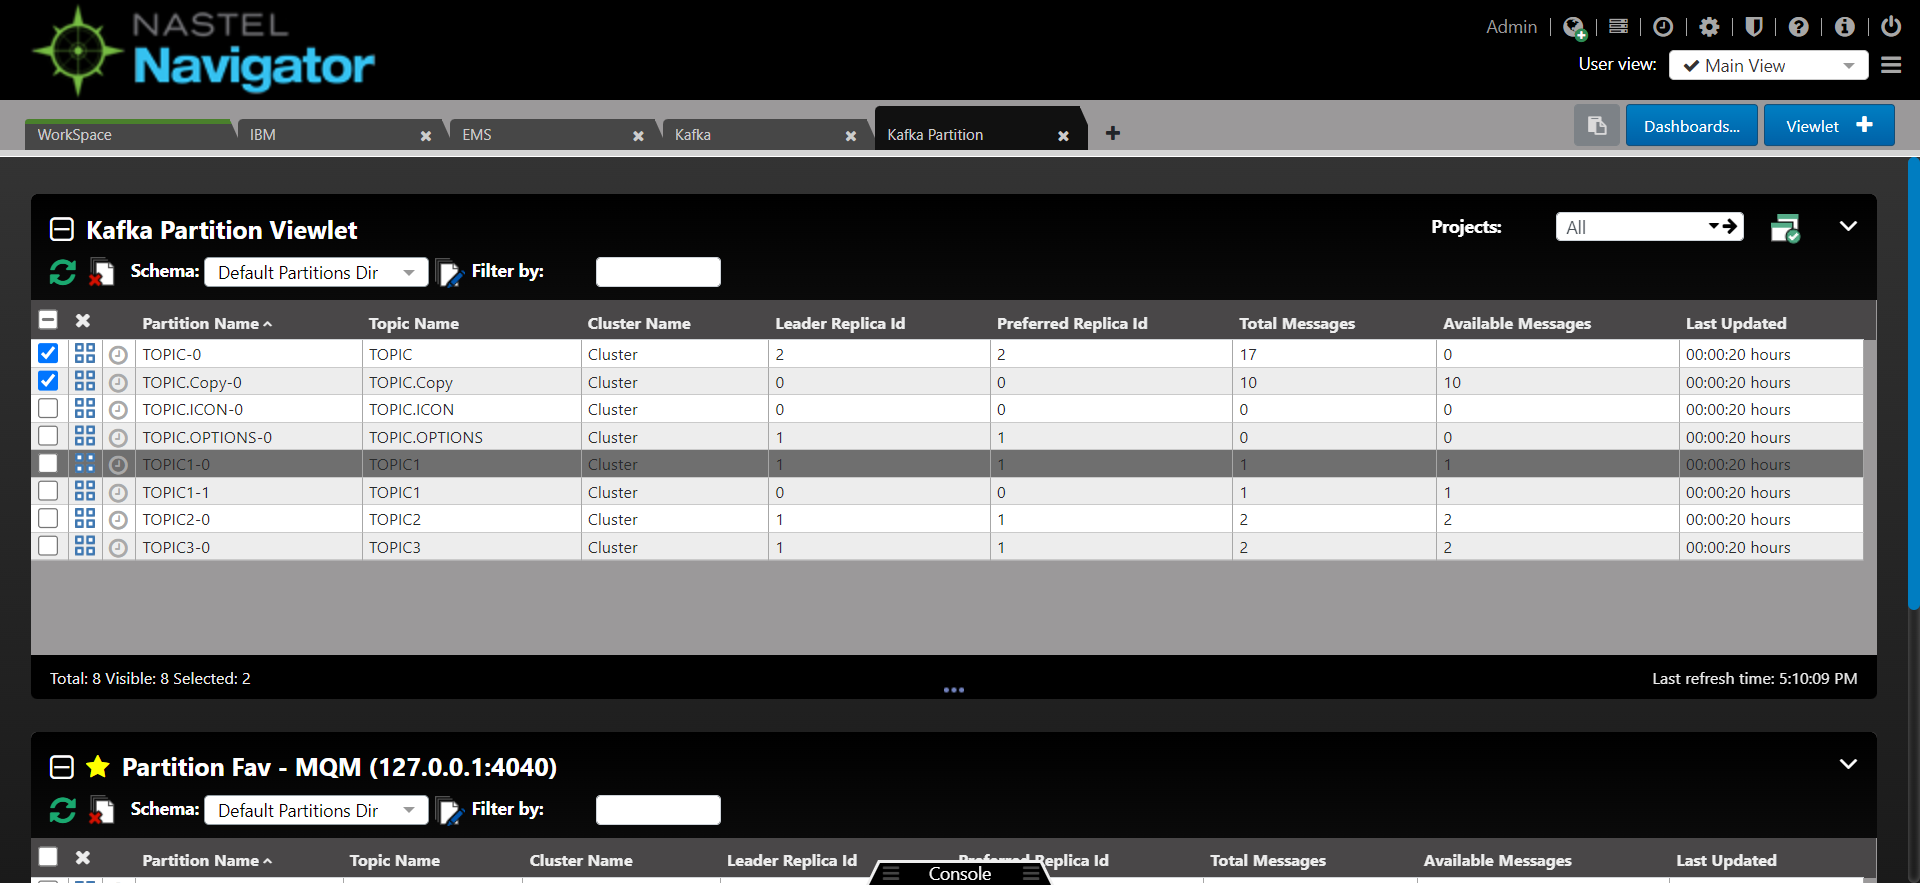 NASTEL
Navigator
Admin
User view: Main View
WorkSpace IBM EMS Kafka Kafka Partition
Dashboards... Viewlet
Kafka Partition Viewlet Projects: All
Schema: Default Partitions Dir Filter by:
Partition Name Topic Name Cluster Name Leader Replica Id Preferred Replica Id Total Messages Available Messages Last Updated
TOPIC-0 TOPIC Cluster 2 2 17 0 00:00:20 hours
TOPIC.Copy-0 TOPIC.Copy Cluster 0 0 10 10 00:00:20 hours
TOPIC.ICON-0 TOPIC.ICON Cluster 0 0 0 0 00:00:20 hours
TOPIC.OPTIONS-0 TOPIC.OPTIONS Cluster 1 1 0 0 00:00:20 hours
TOPIC1-0 TOPIC1 Cluster 1 1 1 1 00:00:20 hours
TOPIC1-1 TOPIC1 Cluster 0 0 1 1 00:00:20 hours
TOPIC2-0 TOPIC2 Cluster 1 1 2 2 00:00:20 hours
TOPIC3-0 TOPIC3 Cluster 1 1 2 2 00:00:20 hours
Total: 8 Visible: 8 Selected: 2 Last refresh time: 5:10:09 PM
Partition Fav - MQM (127.0.0.1:4040)
Schema: Default Partitions Dir Filter by:
Partition Name Topic Name Cluster Name Leader Replica Id Preferred Replica Id Total Messages Available Messages Last Updated
Console